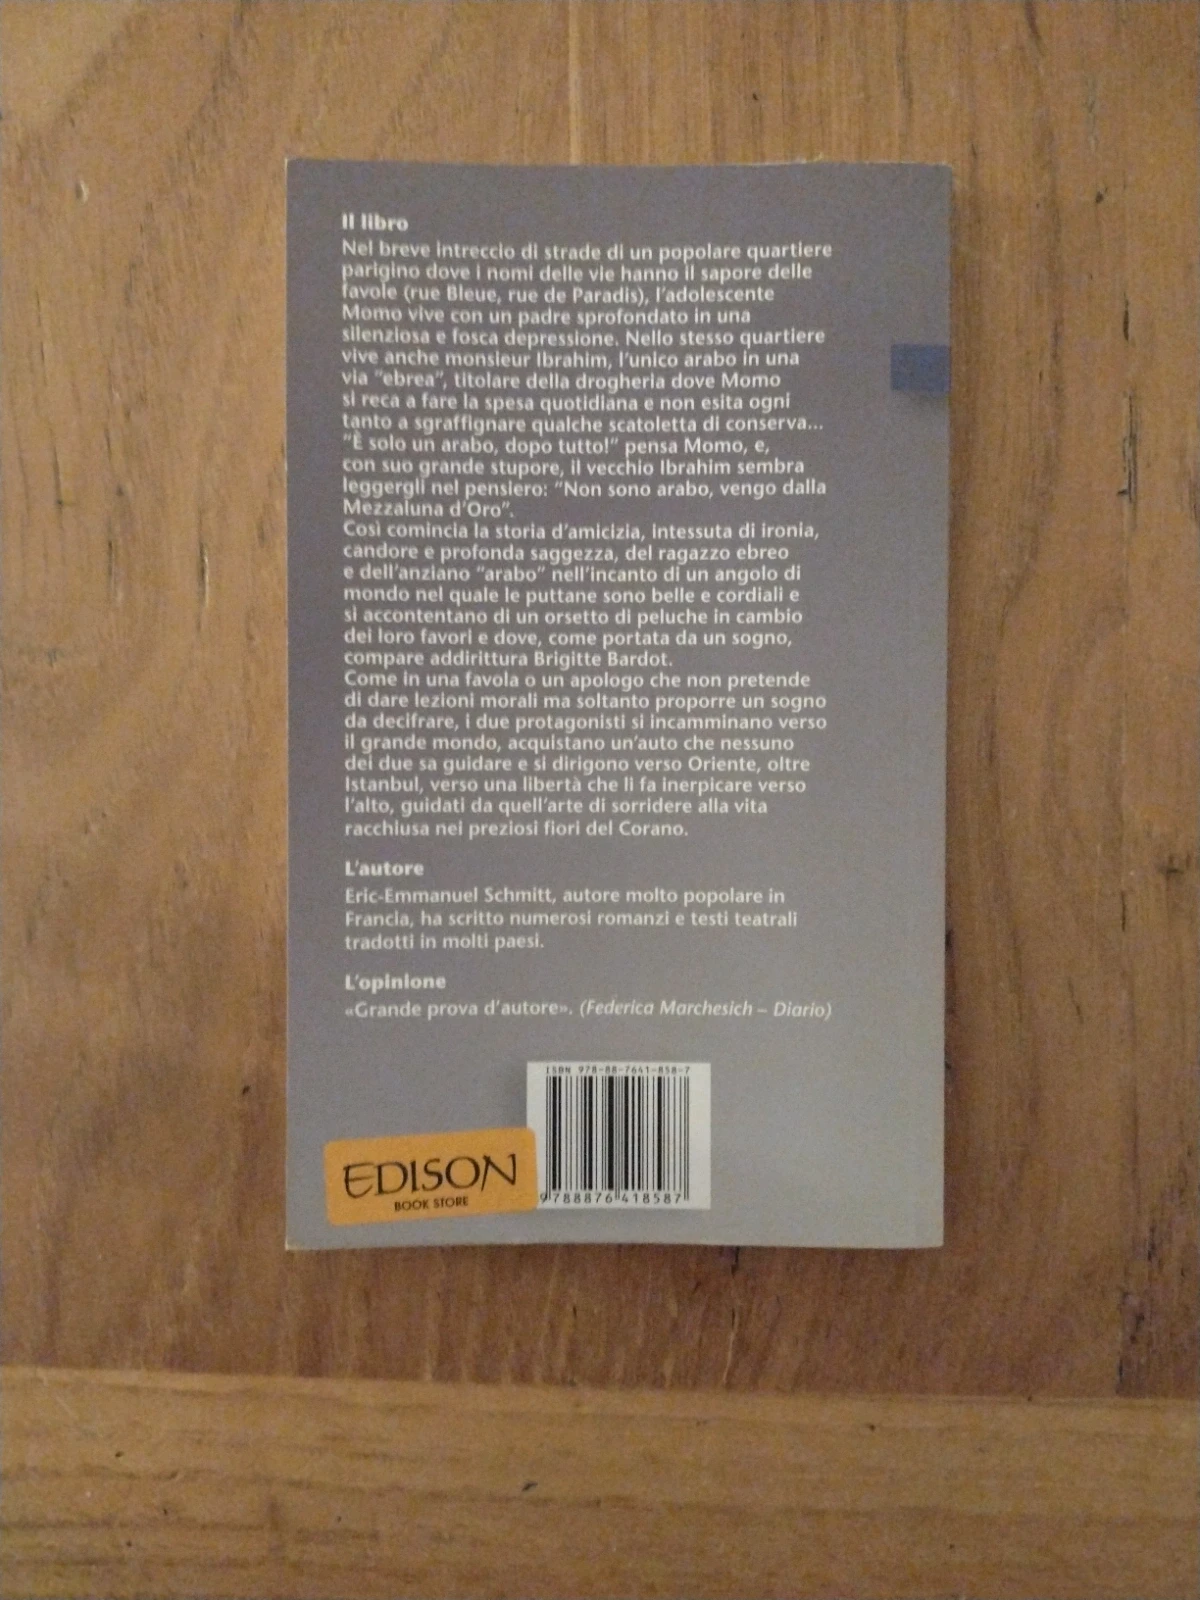 Il libro
Nel breve intreccio di strade di un popolare quartiere
parigino dove i nomi delle vie hanno il sapore delle
favole (rue Bleue, rue de Paradis), l'adolescente
Momo vive con un padre sprofondato in una
silenziosa e fosca depressione. Nello stesso quartiere
vive anche monsieur Ibrahim, l'unico arabo in una
via "ebrea", titolare della drogheria dove Momo
si reca a fare la spesa quotidiana e non esita ogni
tanto a sgraffignare qualche scatoletta di conserva...
"È solo un arabo, dopo tutto!" pensa Momo, e,
con suo grande stupore, il vecchio Ibrahim sembra
leggergli nel pensiero: "Non sono arabo, vengo dalla
Mezzaluna d'Oro".
Così comincia la storia d'amicizia, intessuta di ironia,
candore e profonda saggezza, del ragazzo ebreo
e dell'anziano "arabo" nell'incanto di un angolo di
mondo nel quale le puttane sono belle e cordiali e
si accontentano di un orsetto di peluche in cambio
dei loro favori e dove, come portata da un sogno,
compare addirittura Brigitte Bardot.
Come in una favola o un apologo che non pretende
di dare lezioni morali ma soltanto proporre un sogno
da decifrare, i due protagonisti si incamminano verso
il grande mondo, acquistano un'auto che nessuno
dei due sa guidare e si dirigono verso Oriente, oltre
Istanbul, verso una libertà che li fa inerpicare verso
l'alto, guidati da quell'arte di sorridere alla vita
racchiusa nei preziosi fiori del Corano.
L'autore
Eric-Emmanuel Schmitt, autore molto popolare in
Francia, ha scritto numerosi romanzi e testi teatrali
tradotti in molti paesi.
L'opinione
«Grande prova d'autore». (Federica Marchesich – Diario)
ISBN 978-88-7641-858-7
9 788876 418587
EDISON
BOOK STORE